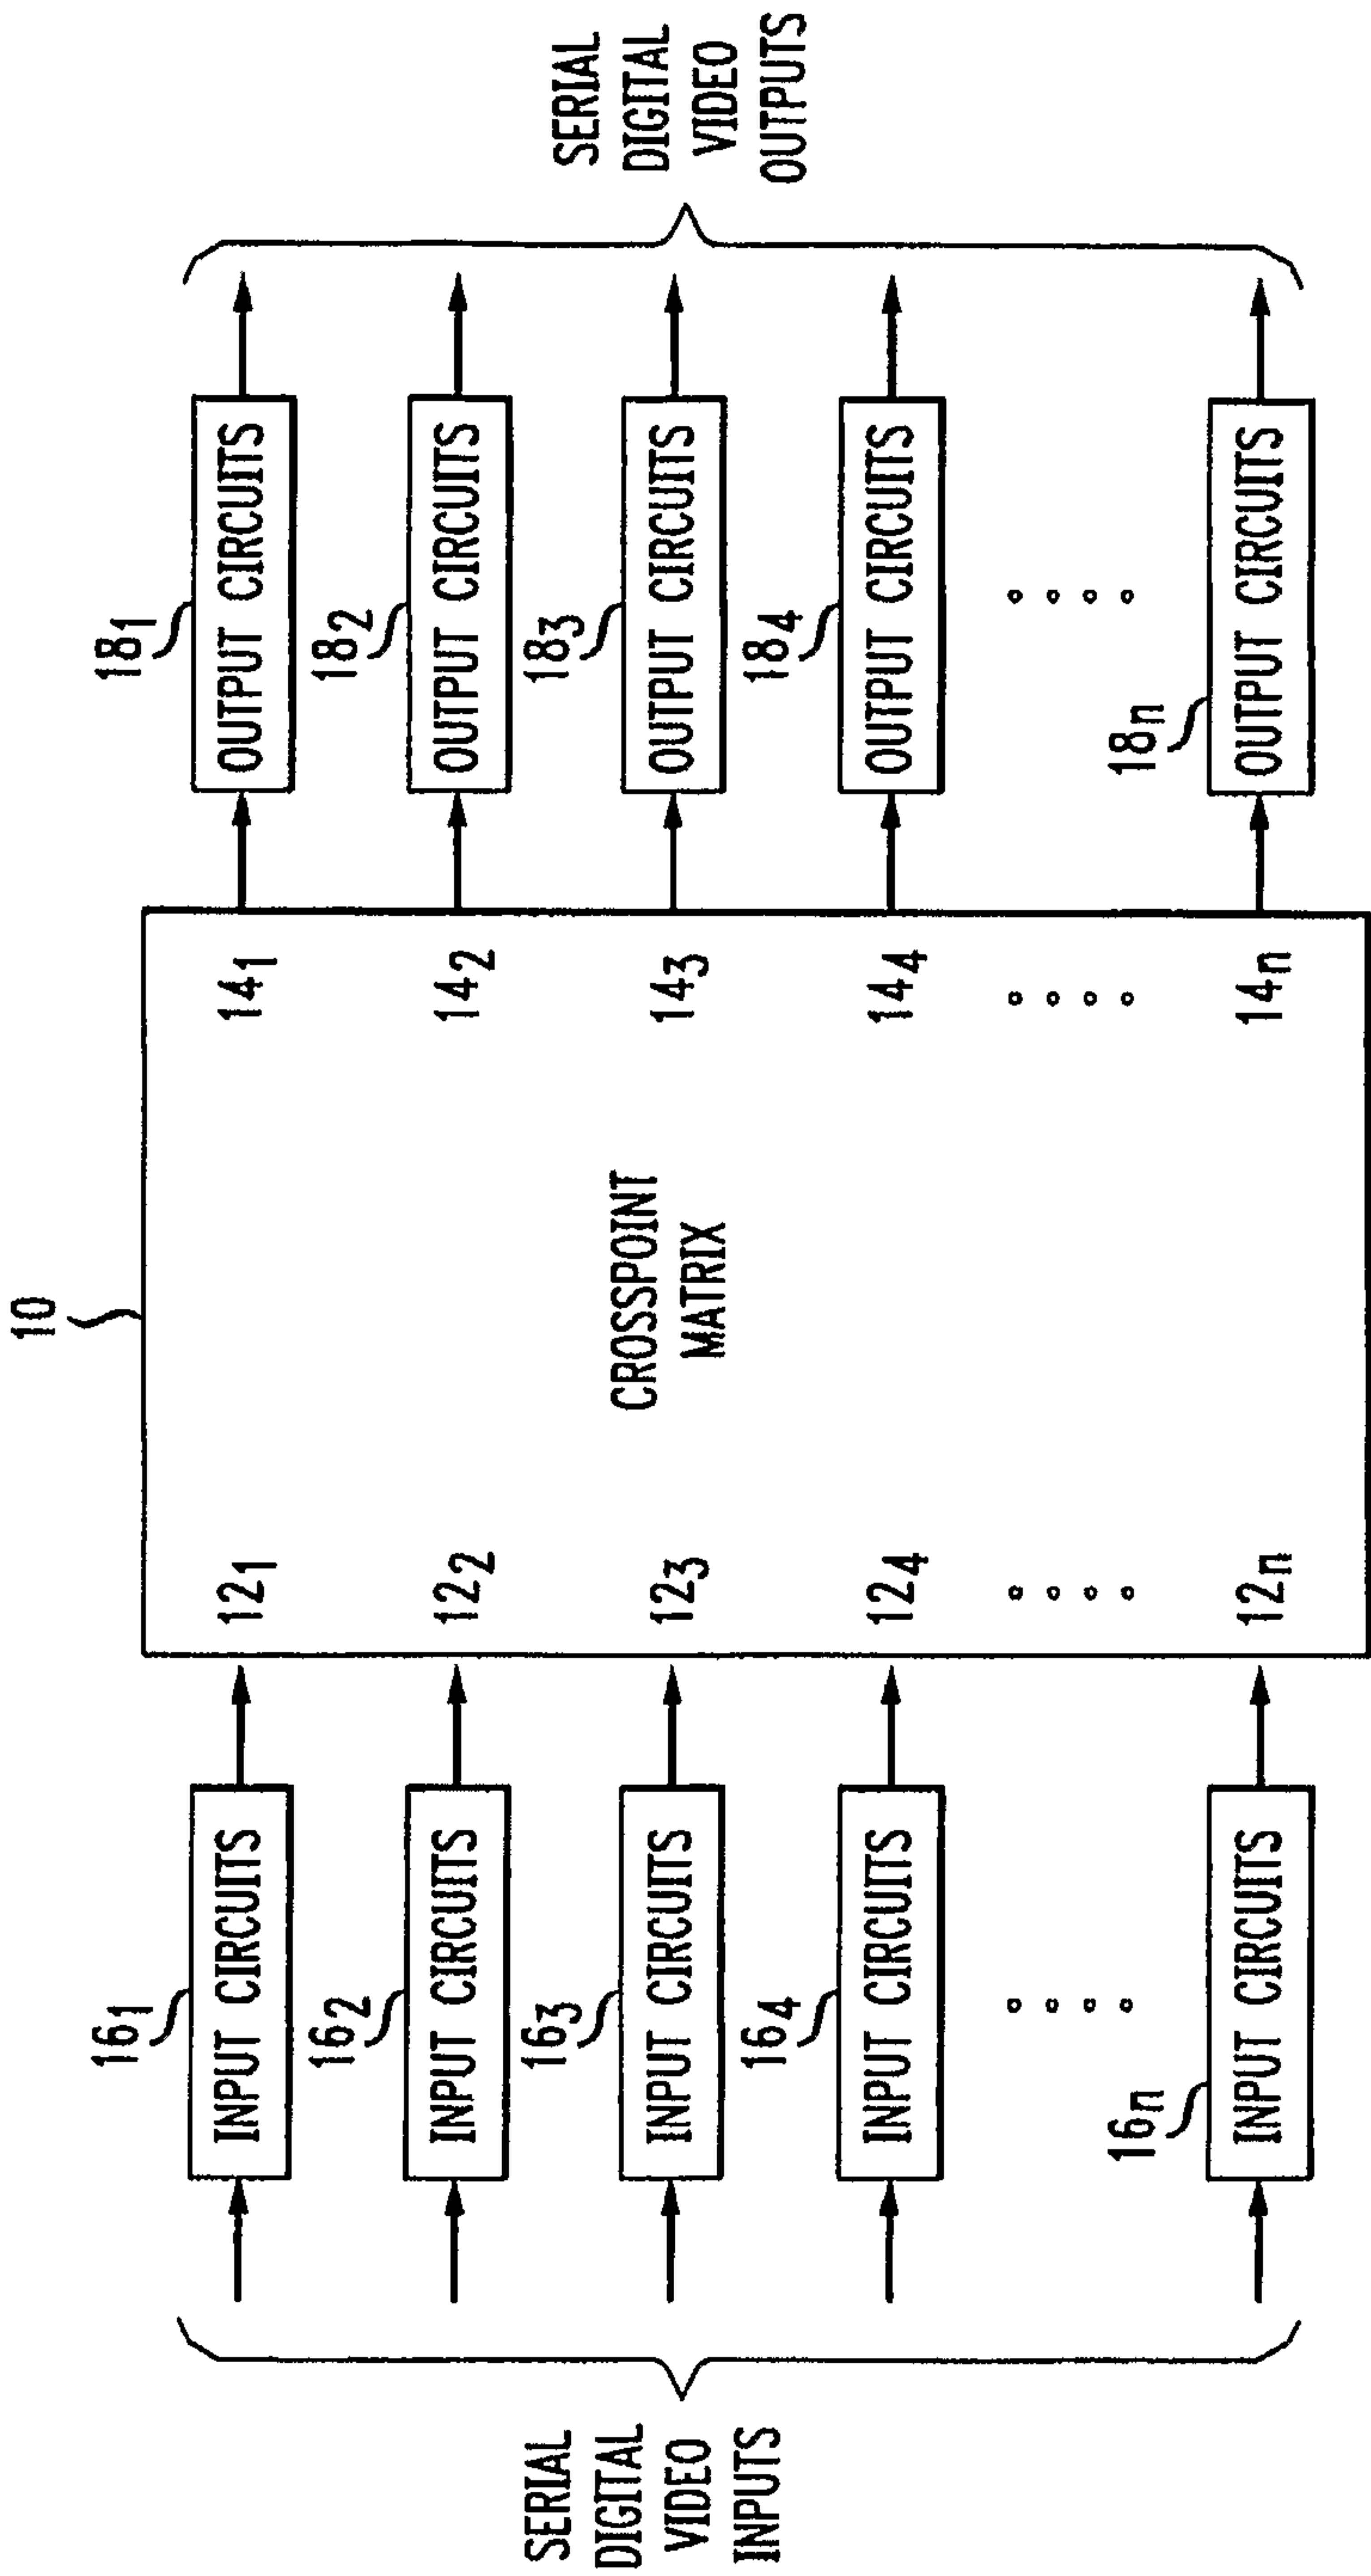 10
SERIAL
DIGITAL
VIDEO
INPUTS
16₁
INPUT CIRCUITS
16₂
INPUT CIRCUITS
16₃
INPUT CIRCUITS
16₄
INPUT CIRCUITS
16ₙ
INPUT CIRCUITS
12₁
12₂
12₃
12₄
12ₙ
CROSSPOINT
MATRIX
14₁
14₂
14₃
14₄
14ₙ
18₁
OUTPUT CIRCUITS
18₂
OUTPUT CIRCUITS
18₃
OUTPUT CIRCUITS
18₄
OUTPUT CIRCUITS
18ₙ
OUTPUT CIRCUITS
SERIAL
DIGITAL
VIDEO
OUTPUTS